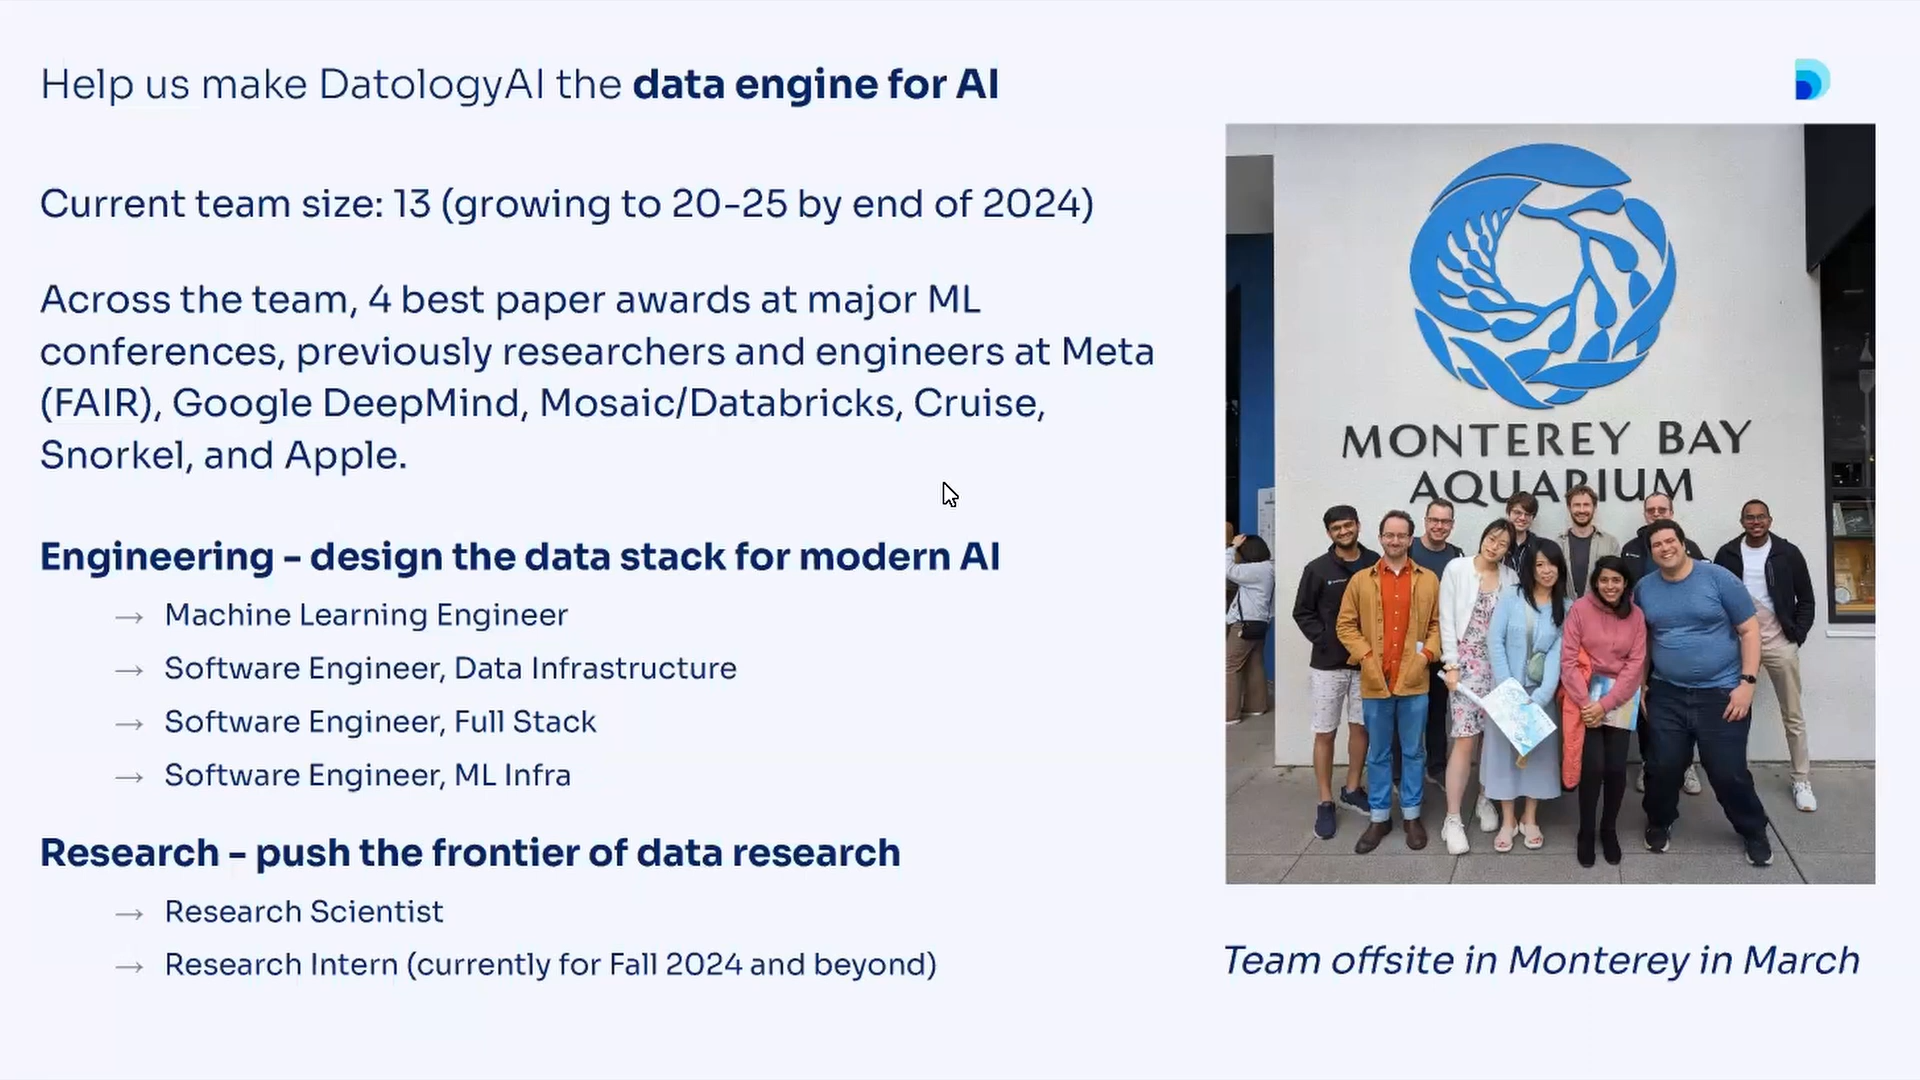 Help us make DatologyAI the data engine for AI
Current team size: 13 (growing to 20-25 by end of 2024)
Across the team, 4 best paper awards at major ML
conferences, previously researchers and engineers at Meta
(FAIR), Google DeepMind, Mosaic/Databricks, Cruise,
Snorkel, and Apple.
Engineering – design the data stack for modern AI
→ Machine Learning Engineer
→ Software Engineer, Data Infrastructure
→ Software Engineer, Full Stack
→ Software Engineer, ML Infra
Research – push the frontier of data research
→ Research Scientist
→ Research Intern (currently for Fall 2024 and beyond)
MONTEREY BAY
AQUARIUM
Team offsite in Monterey in March